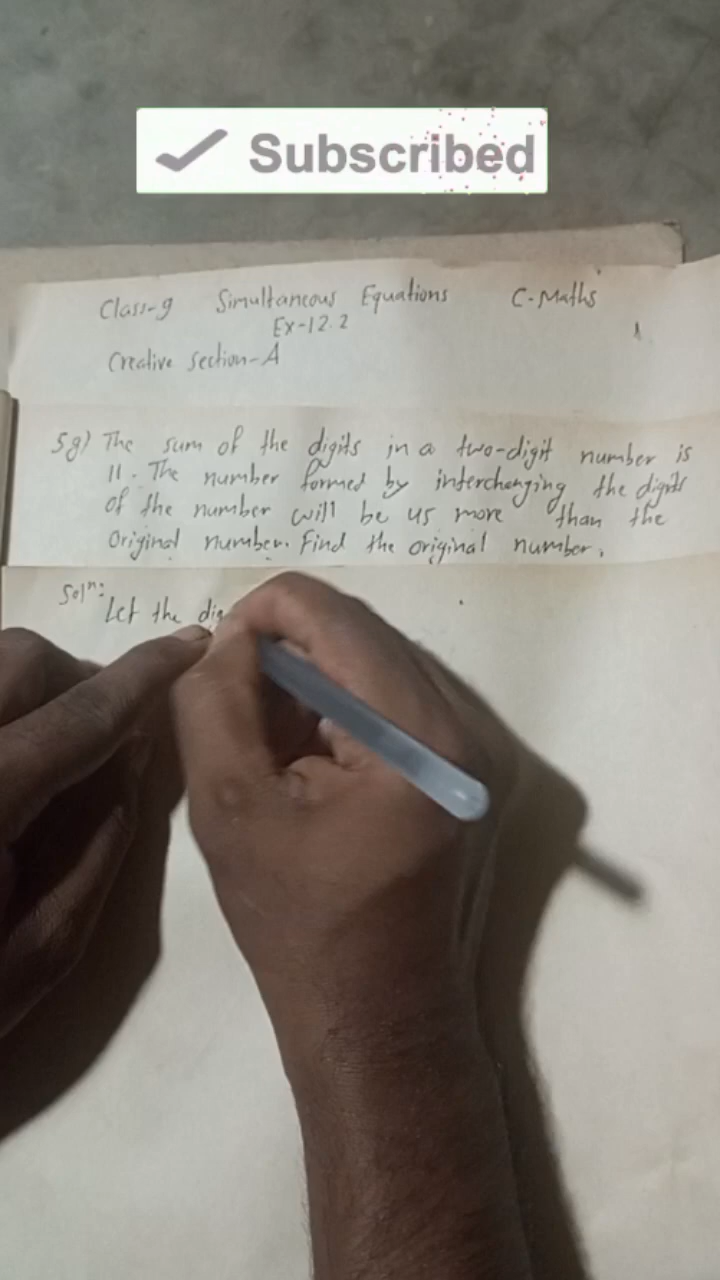 ✓ Subscribed
Class-9 Simultaneous Equations C-Maths
Ex-12.2
Creative section-A
5g) The sum of the digits in a two-digit number is
11. The number formed by interchanging the digits
of the number will be 45 more than the
original number. Find the original number.
Solⁿ:
Let the dig